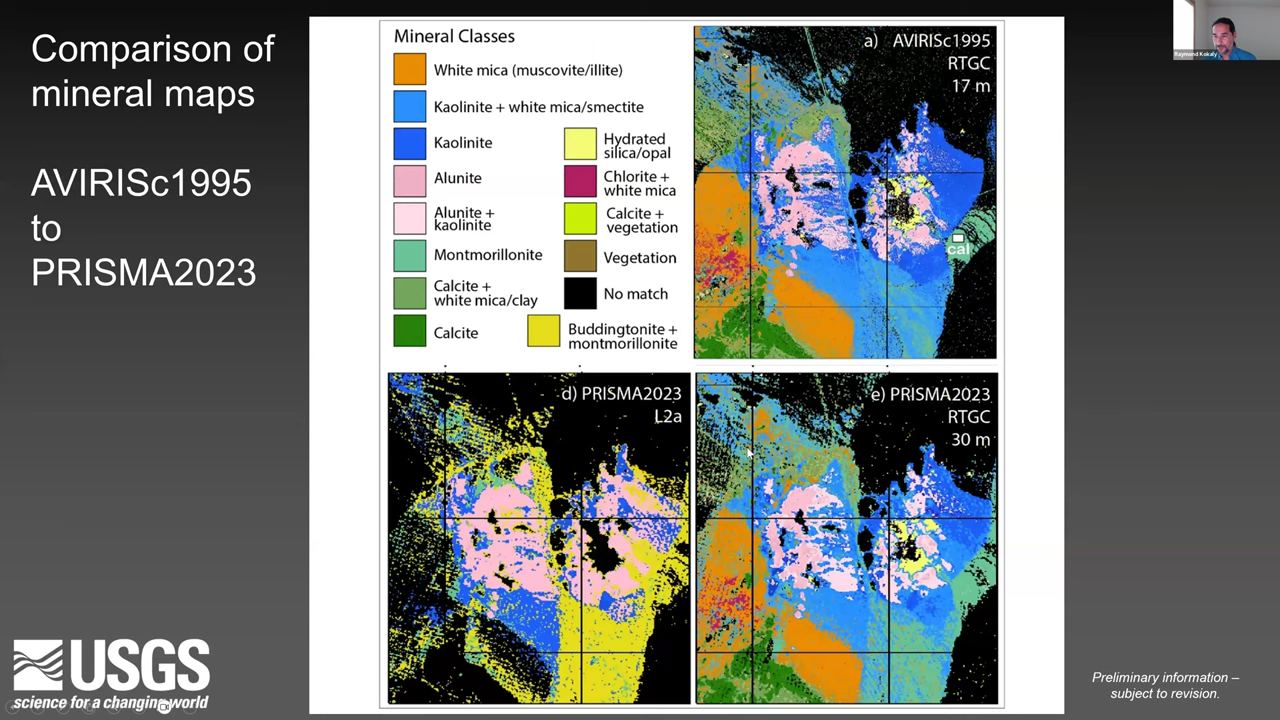 Comparison of
mineral maps
AVIRISc1995
to
PRISMA2023
Mineral Classes
White mica (muscovite/illite)
Kaolinite + white mica/smectite
Kaolinite
Alunite
Alunite +
kaolinite
Montmorillonite
Calcite +
white mica/clay
Calcite
Hydrated
silica/opal
Chlorite +
white mica
Calcite +
vegetation
Vegetation
No match
Buddingtonite +
montmorillonite
a) AVIRISc1995
RTGC
17 m
cal
d) PRISMA2023
L2a
e) PRISMA2023
RTGC
30 m
USGS
science for a changing world
Preliminary information –
subject to revision.
Raymond Kokaly